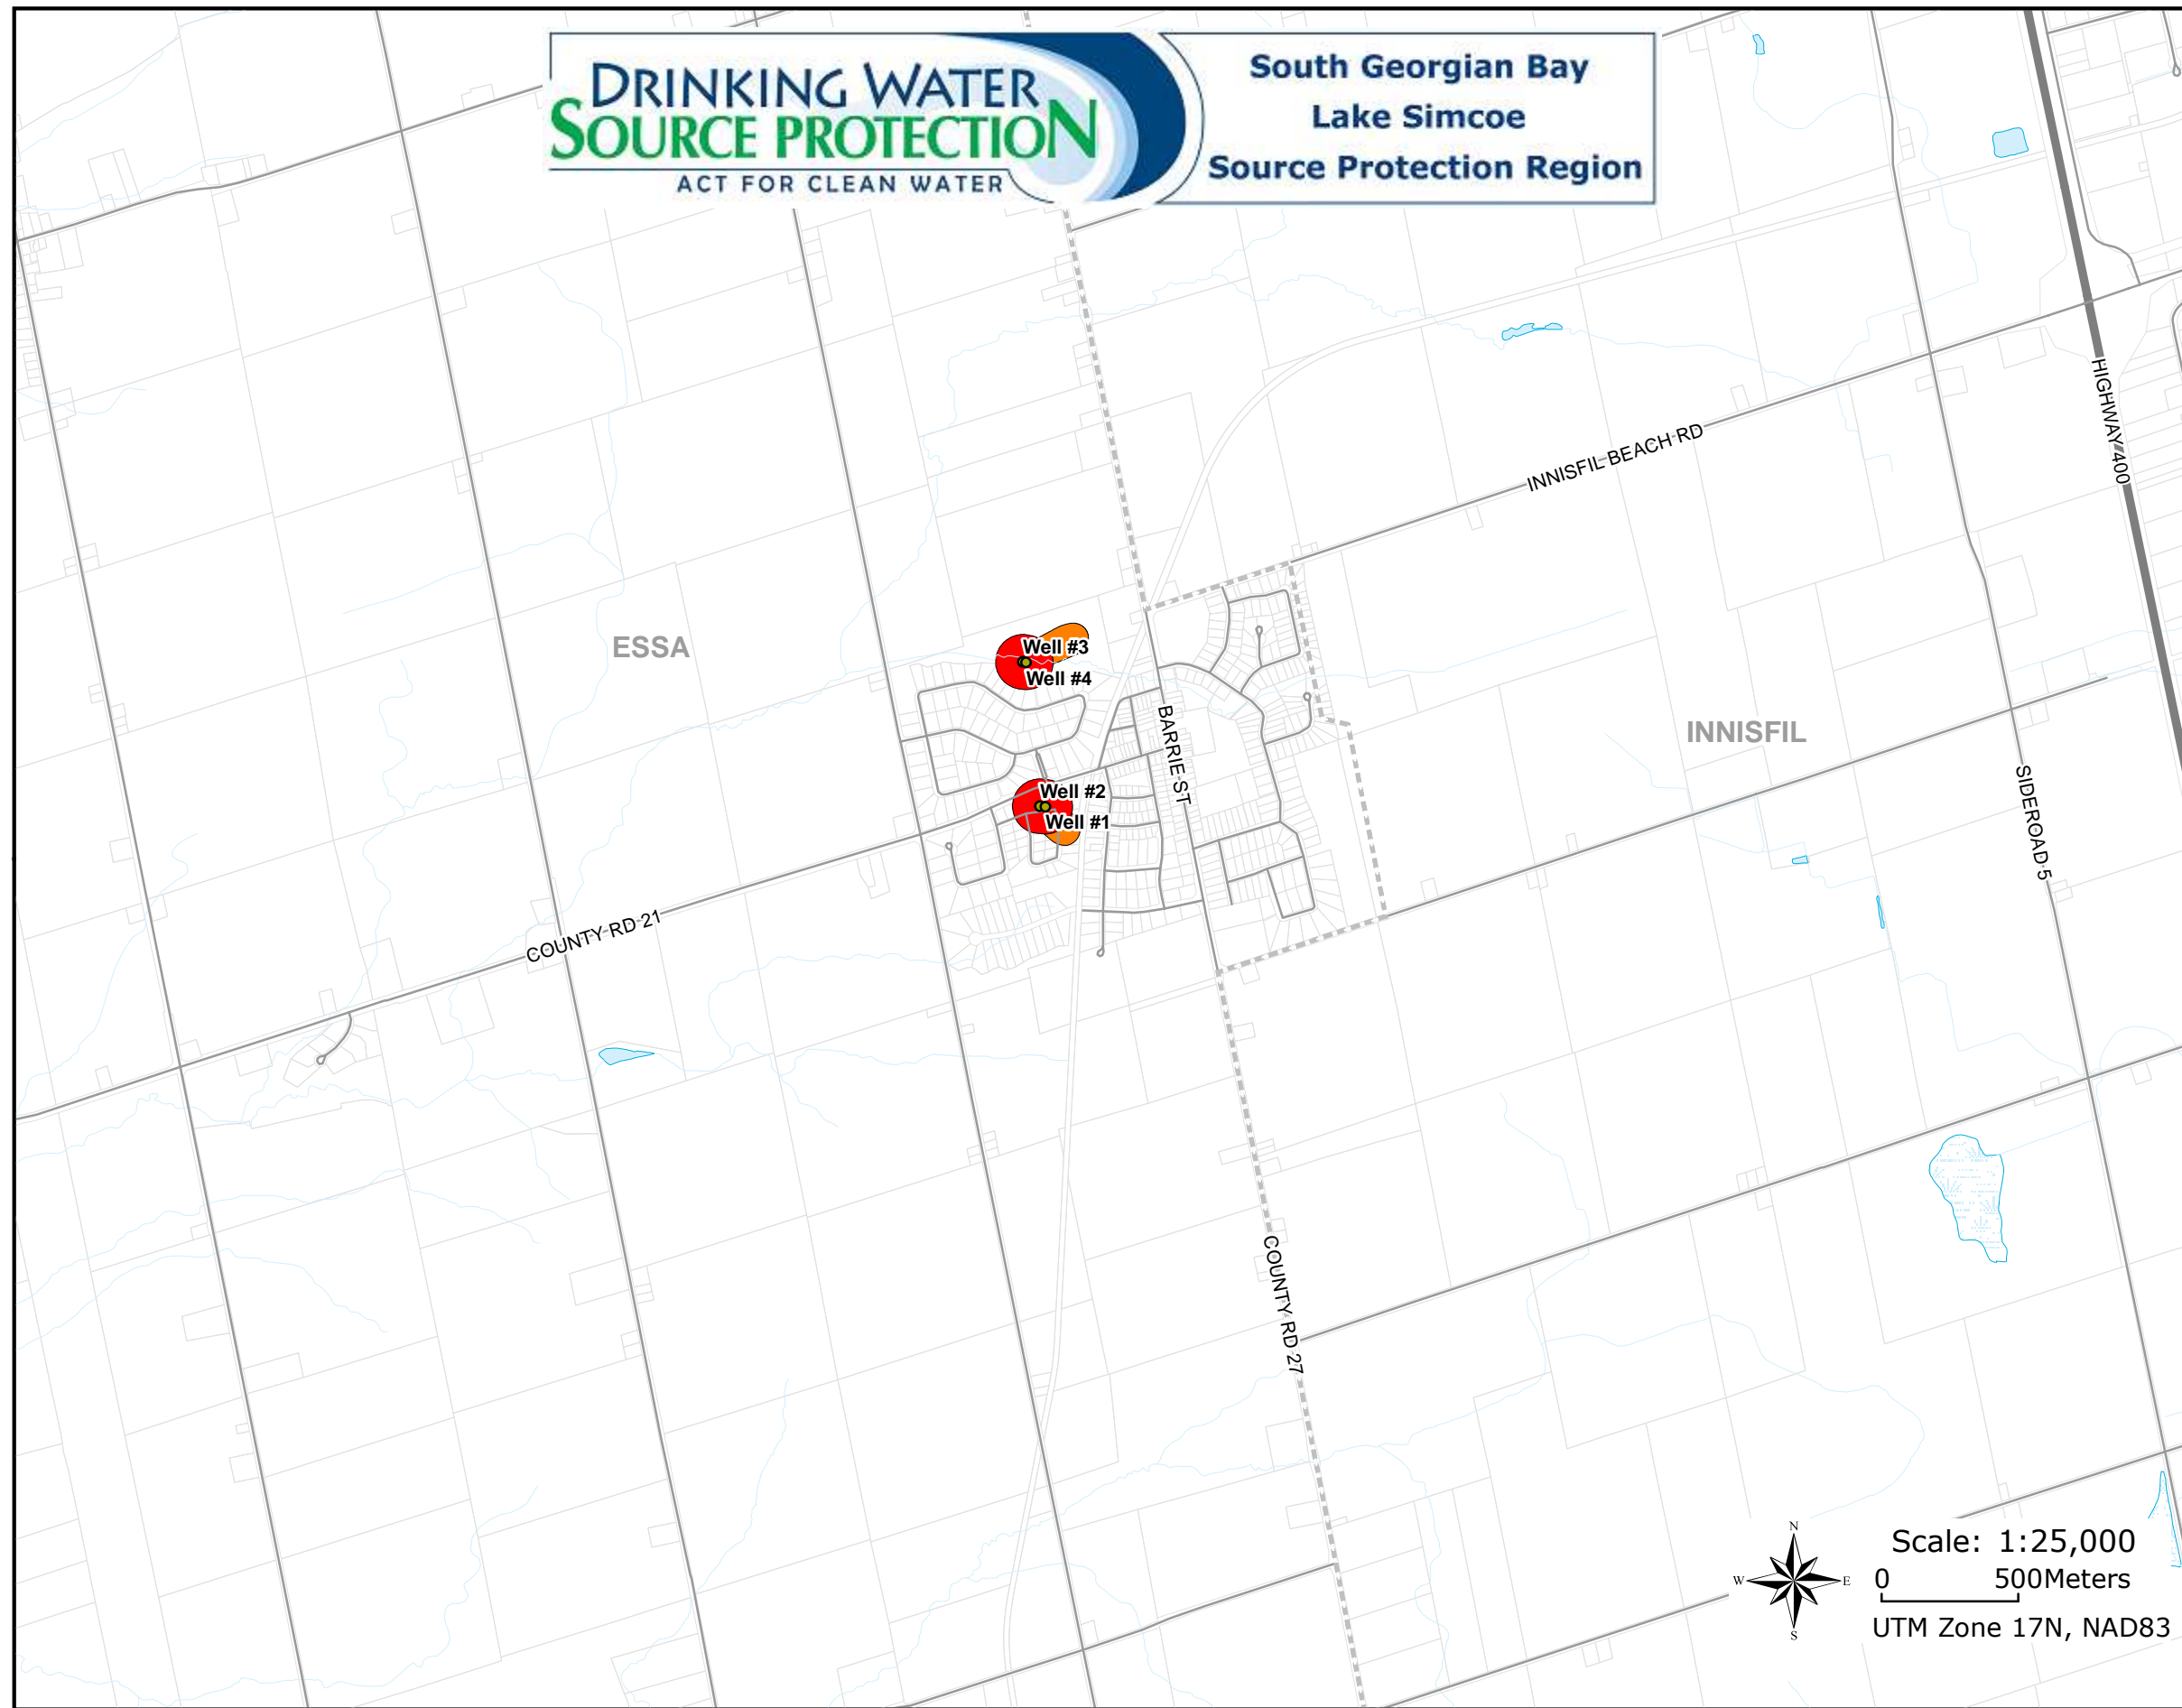 DRINKING WATER
SOURCE PROTECTION
ACT FOR CLEAN WATER
South Georgian Bay
Lake Simcoe
Source Protection Region
HIGHWAY 400
INNISFIL BEACH RD
ESSA
Well #3
Well #4
INNISFIL
BARRIE ST
SIDEROAD 5
Well #2
Well #1
COUNTY RD 21
COUNTY RD 27
N
W E
S
Scale: 1:25,000
0 500Meters
UTM Zone 17N, NAD83